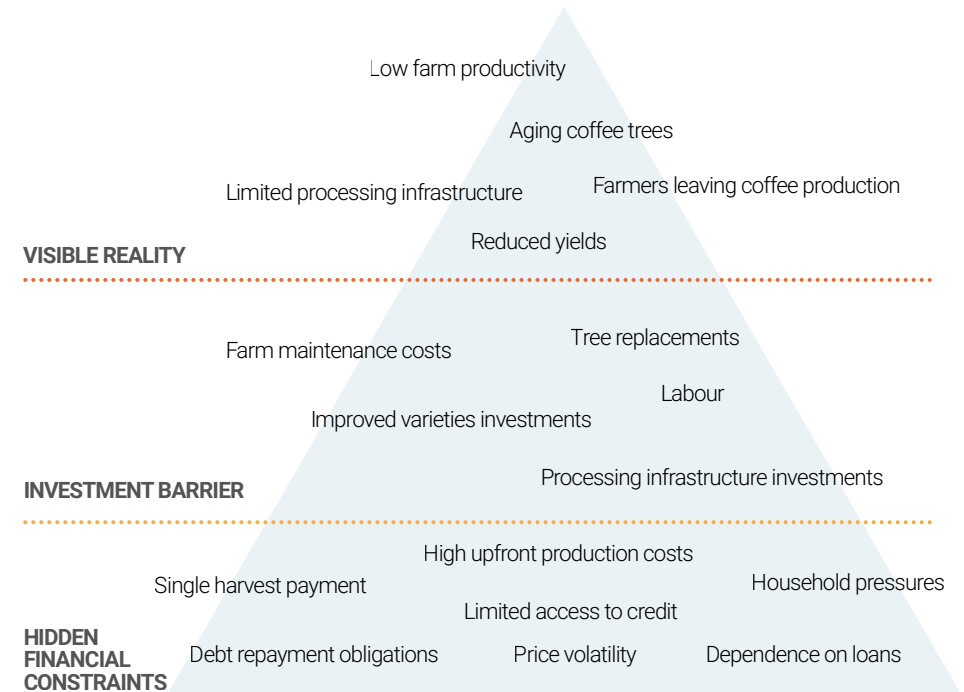 Low farm productivity
Aging coffee trees
Farmers leaving coffee production
Limited processing infrastructure
Reduced yields
VISIBLE REALITY
Tree replacements
Farm maintenance costs
Labour
Improved varieties investments
Processing infrastructure investments
INVESTMENT BARRIER
High upfront production costs
Single harvest payment
Household pressures
Limited access to credit
HIDDEN
FINANCIAL
CONSTRAINTS
Debt repayment obligations
Price volatility
Dependence on loans